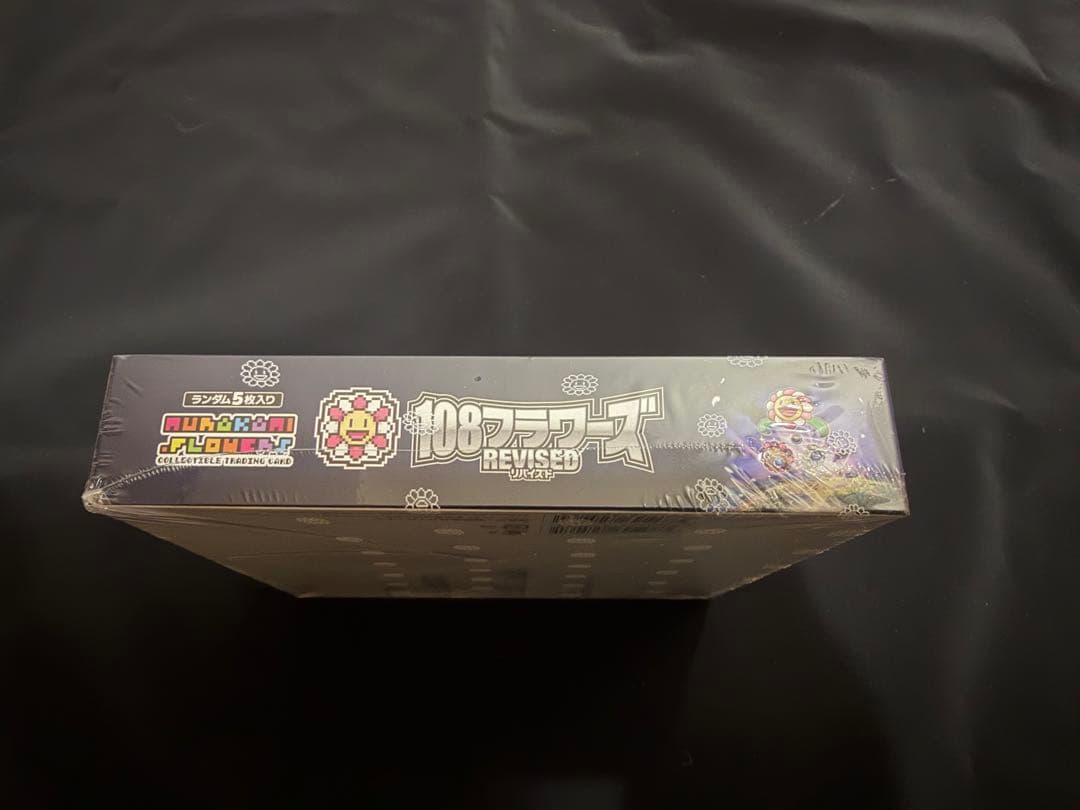 ランダム5枚入り
MURAKAMI
.FLOWERS
COLLECTIBLE TRADING CARD
108フラワーズ
REVISED
リバイズド